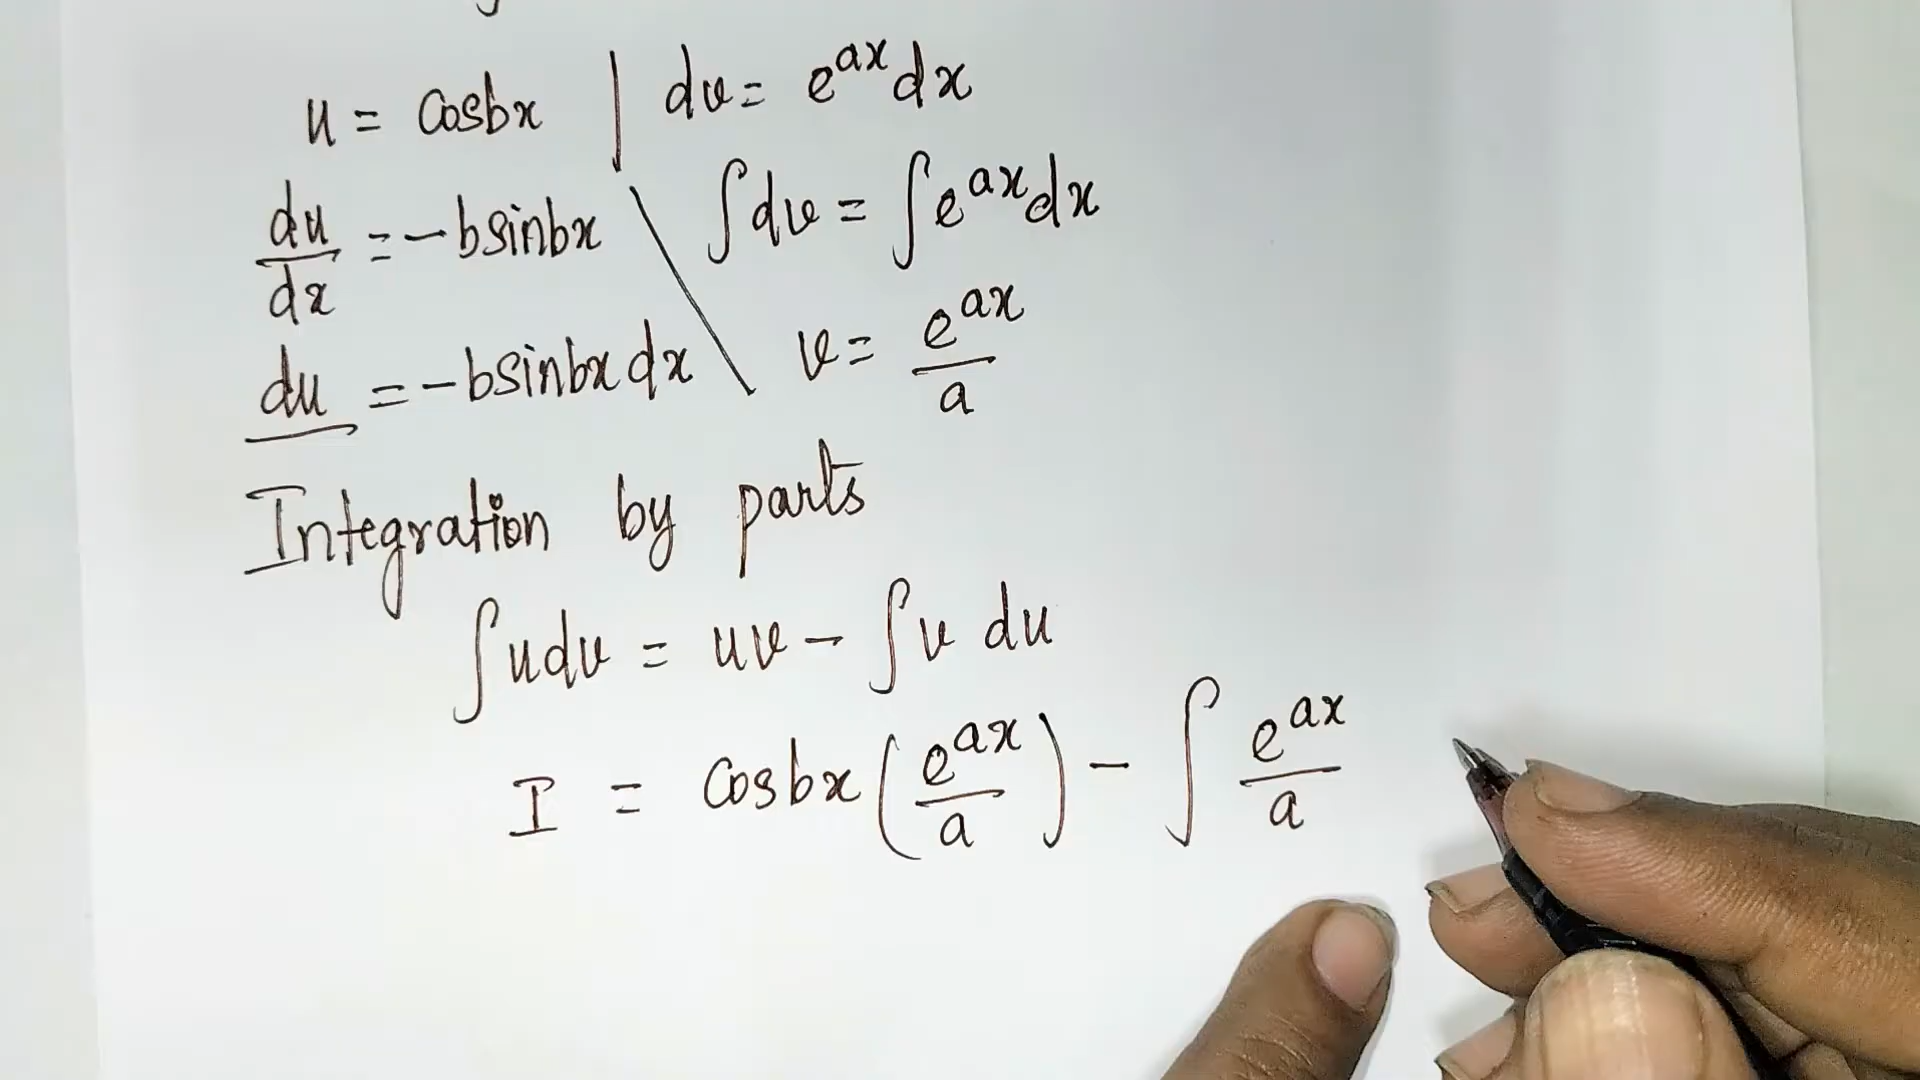 u = cosbx | dv = e^{ax} dx
du/dx = -bsinbx \ ∫dv = ∫e^{ax}dx
du = -bsinbx dx v = e^{ax}/a
Integration by parts
∫udv = uv - ∫v du
I = cosbx (e^{ax}/a) - ∫ e^{ax}/a